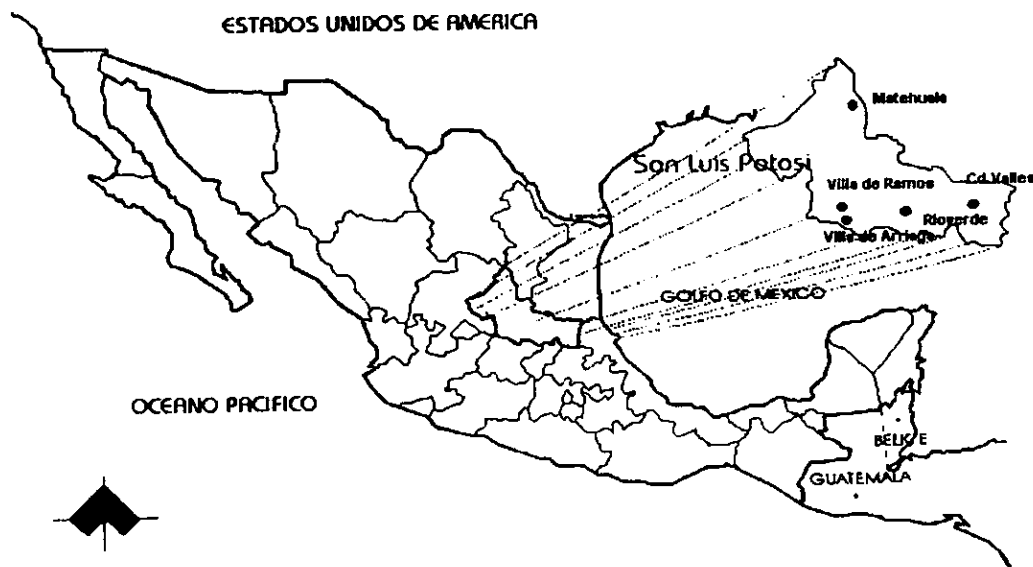 ESTADOS UNIDOS DE AMERICA
Matehuala
San Luis Potosi
Villa de Ramos
Cd. Valles
Rioverde
Villa de Arriaga
GOLFO DE MEXICO
OCEANO PACIFICO
BELICE
GUATEMALA